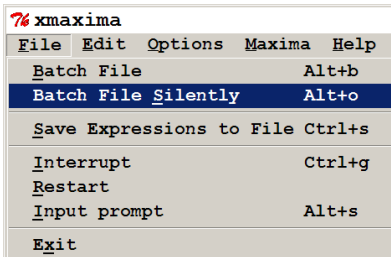 xmaxima
File Edit Options Maxima Help
Batch File Alt+b
Batch File Silently Alt+o
Save Expressions to File Ctrl+s
Interrupt Ctrl+g
Restart
Input prompt Alt+s
Exit